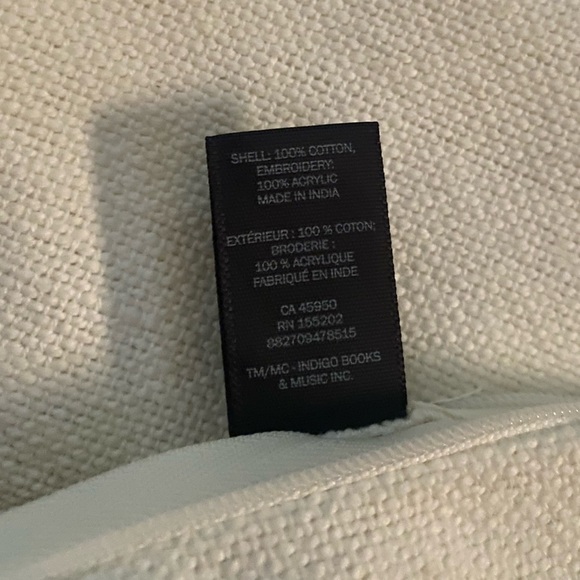 SHELL: 100% COTTON,
EMBROIDERY:
100% ACRYLIC
MADE IN INDIA
EXTÉRIEUR : 100 % COTON;
BRODERIE :
100 % ACRYLIQUE
FABRIQUÉ EN INDE
CA 45950
RN 155202
882709478515
TM/MC - INDIGO BOOKS
& MUSIC INC.